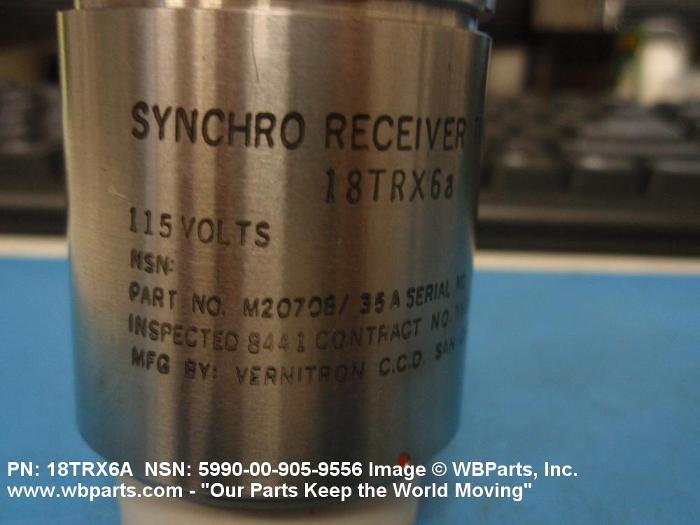 SYNCHRO RECEIVER
18TRX6a
115 VOLTS
NSN:
PART NO. M20708/35A SERIAL NO
INSPECTED 8441 CONTRACT NO.
MFG BY: VERNITRON C.C.D. SAN
PN: 18TRX6A NSN: 5990-00-905-9556 Image © WBParts, Inc.
www.wbparts.com - "Our Parts Keep the World Moving"